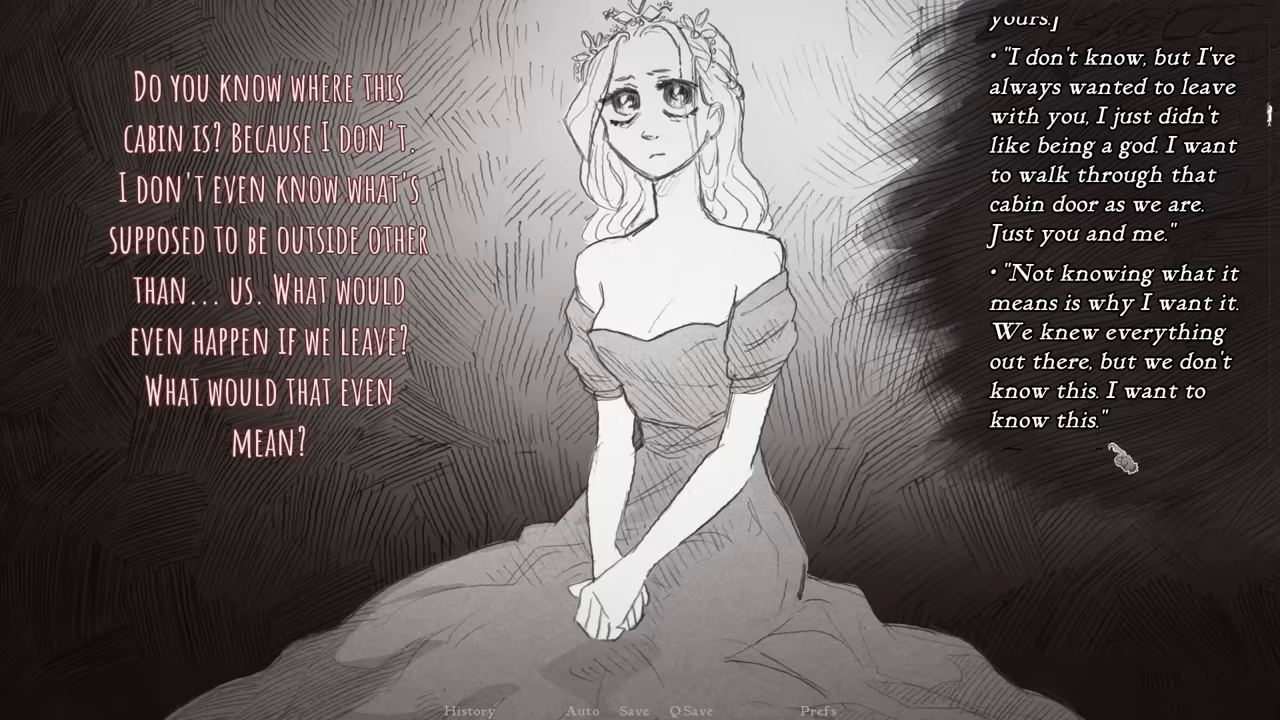 Do you know where this
cabin is? Because I don't.
I don't even know what's
supposed to be outside other
than... us. What would
even happen if we leave?
What would that even
mean?
yours.]
• "I don't know, but I've
always wanted to leave
with you, I just didn't
like being a god. I want
to walk through that
cabin door as we are.
Just you and me."
• "Not knowing what it
means is why I want it.
We knew everything
out there, but we don't
know this. I want to
know this."
History
Auto
Save
Q.Save
Prefs